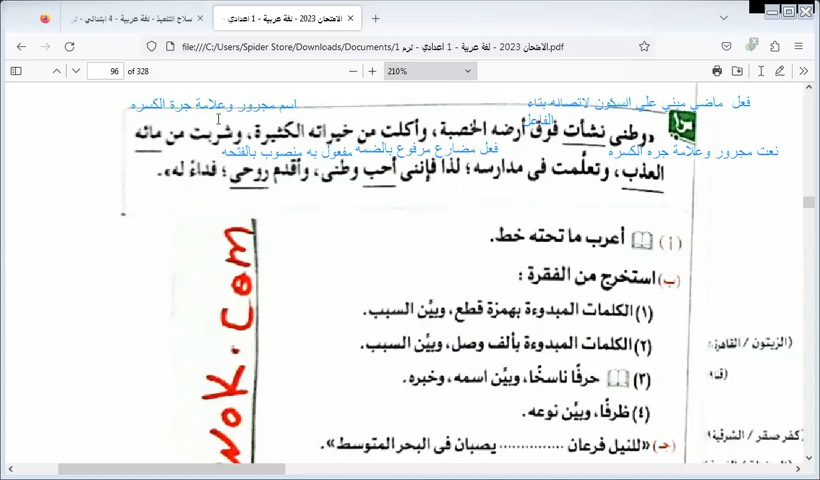 الامتحان 2023 - لغة عربية - 1 اعدادي -
سلاح التلميذ - لغة عربية - 4 ابتدائي - تر
file:///C:/Users/Spider Store/Downloads/Documents/1 الامتحان 2023 - لغة عربية - 1 اعدادي - ترم.pdf
96 of 328
210%
فعل ماضي مبني علي السكون لاتصاله بتاء الفاعل
اسم مجرور وعلامة جرة الكسره
«وطنى نشأت فوق أرضه الخصبة، وأكلت من خيراته الكثيرة، وشربت من مائه
نعت مجرور وعلامة جره الكسره
فعل مضارع مرفوع بالضمه
مفعول به منصوب بالفتحه
العذب، وتعلَّمت فى مدارسه؛ لذا فإننى أحب وطنى، وأقدم روحى؛ فداءً له».
(أ) أعرب ما تحته خط.
(ب) استخرج من الفقرة :
(١) الكلمات المبدوءة بهمزة قطع، وبيِّن السبب.
(٢) الكلمات المبدوءة بألف وصل، وبيِّن السبب.
(٣) حرفًا ناسخًا، وبيِّن اسمه، وخبره.
(٤) ظرفًا، وبيِّن نوعه.
(جـ) «للنيل فرعان .............. يصبان فى البحر المتوسط».
(الزيتون / القاهرة
(قنا
(كفر صقر / الشرقية)
wok.com